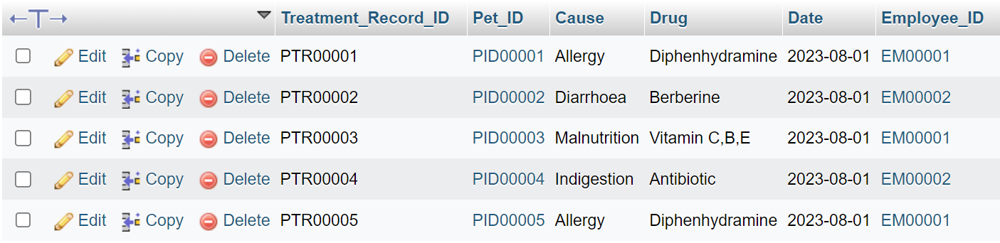 Treatment_Record_ID Pet_ID Cause Drug Date Employee_ID
Edit Copy Delete PTR00001 PID00001 Allergy Diphenhydramine 2023-08-01 EM00001
Edit Copy Delete PTR00002 PID00002 Diarrhoea Berberine 2023-08-01 EM00002
Edit Copy Delete PTR00003 PID00003 Malnutrition Vitamin C,B,E 2023-08-01 EM00001
Edit Copy Delete PTR00004 PID00004 Indigestion Antibiotic 2023-08-01 EM00002
Edit Copy Delete PTR00005 PID00005 Allergy Diphenhydramine 2023-08-01 EM00001